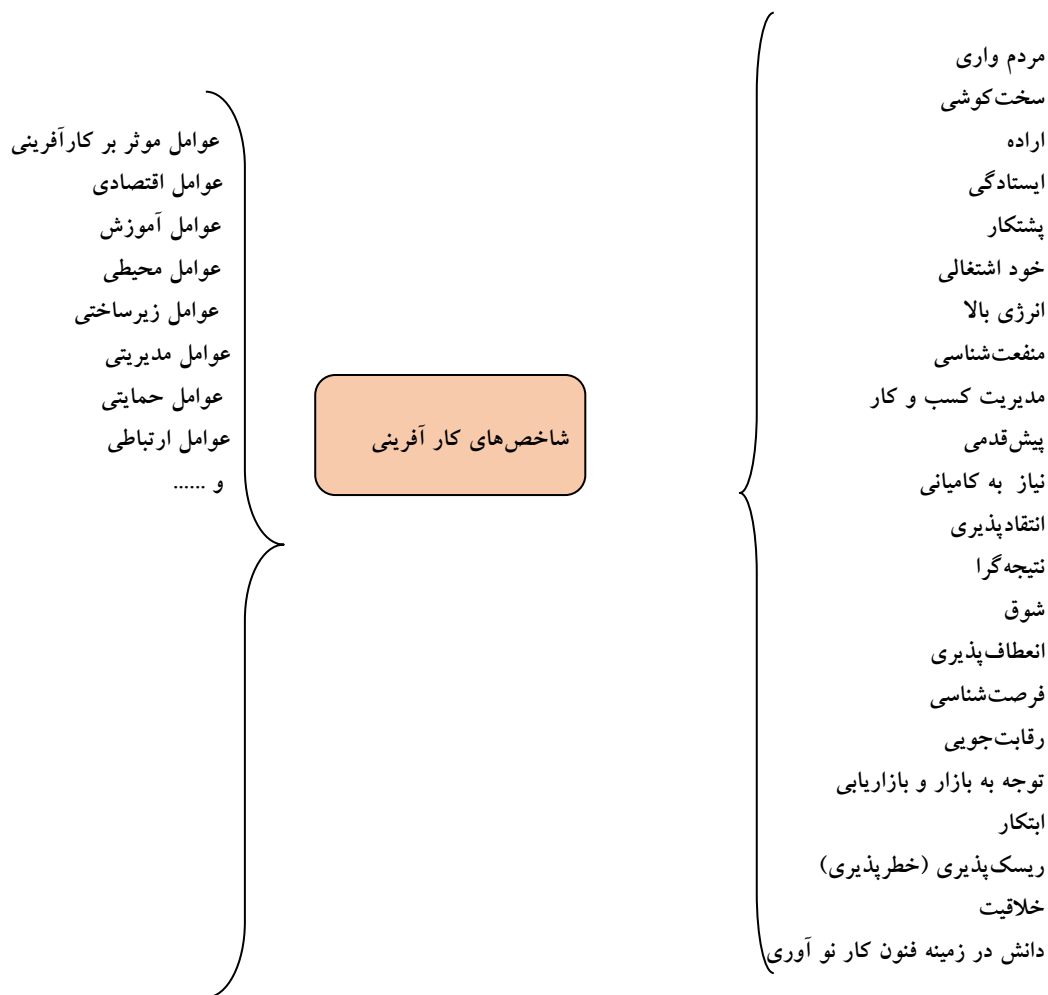 مردم واری
سخت‌کوشی
اراده
ایستادگی
پشتکار
خود اشتغالی
انرژی بالا
منفعت‌شناسی
مدیریت کسب و کار
پیش‌قدمی
نیاز به کامیانی
انتقادپذیری
نتیجه‌گرا
شوق
انعطاف‌پذیری
فرصت‌شناسی
رقابت‌جویی
توجه به بازار و بازاریابی
ابتکار
ریسک‌پذیری (خطرپذیری)
خلاقیت
دانش در زمینه فنون کار نو آوری
شاخص‌های کار آفرینی
عوامل موثر بر کارآفرینی
عوامل اقتصادی
عوامل آموزش
عوامل محیطی
عوامل زیرساختی
عوامل مدیریتی
عوامل حمایتی
عوامل ارتباطی
و ......